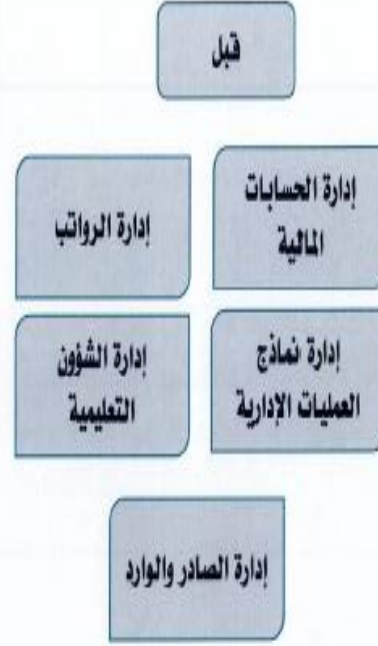 قبل
إدارة الحسابات
المالية
إدارة الرواتب
إدارة نماذج
العمليات الإدارية
إدارة الشؤون
التعليمية
إدارة الصادر والوارد